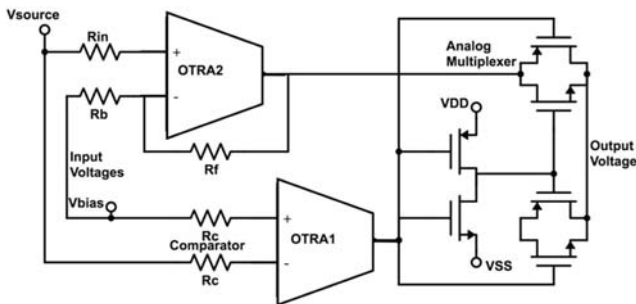 Vsource
Rin
+
OTRA2
Rb
-
Rf
Input
Voltages
Vbias
Rc
+
Comparator
OTRA1
Rc
-
Analog
Multiplexer
VDD
VSS
Output
Voltage